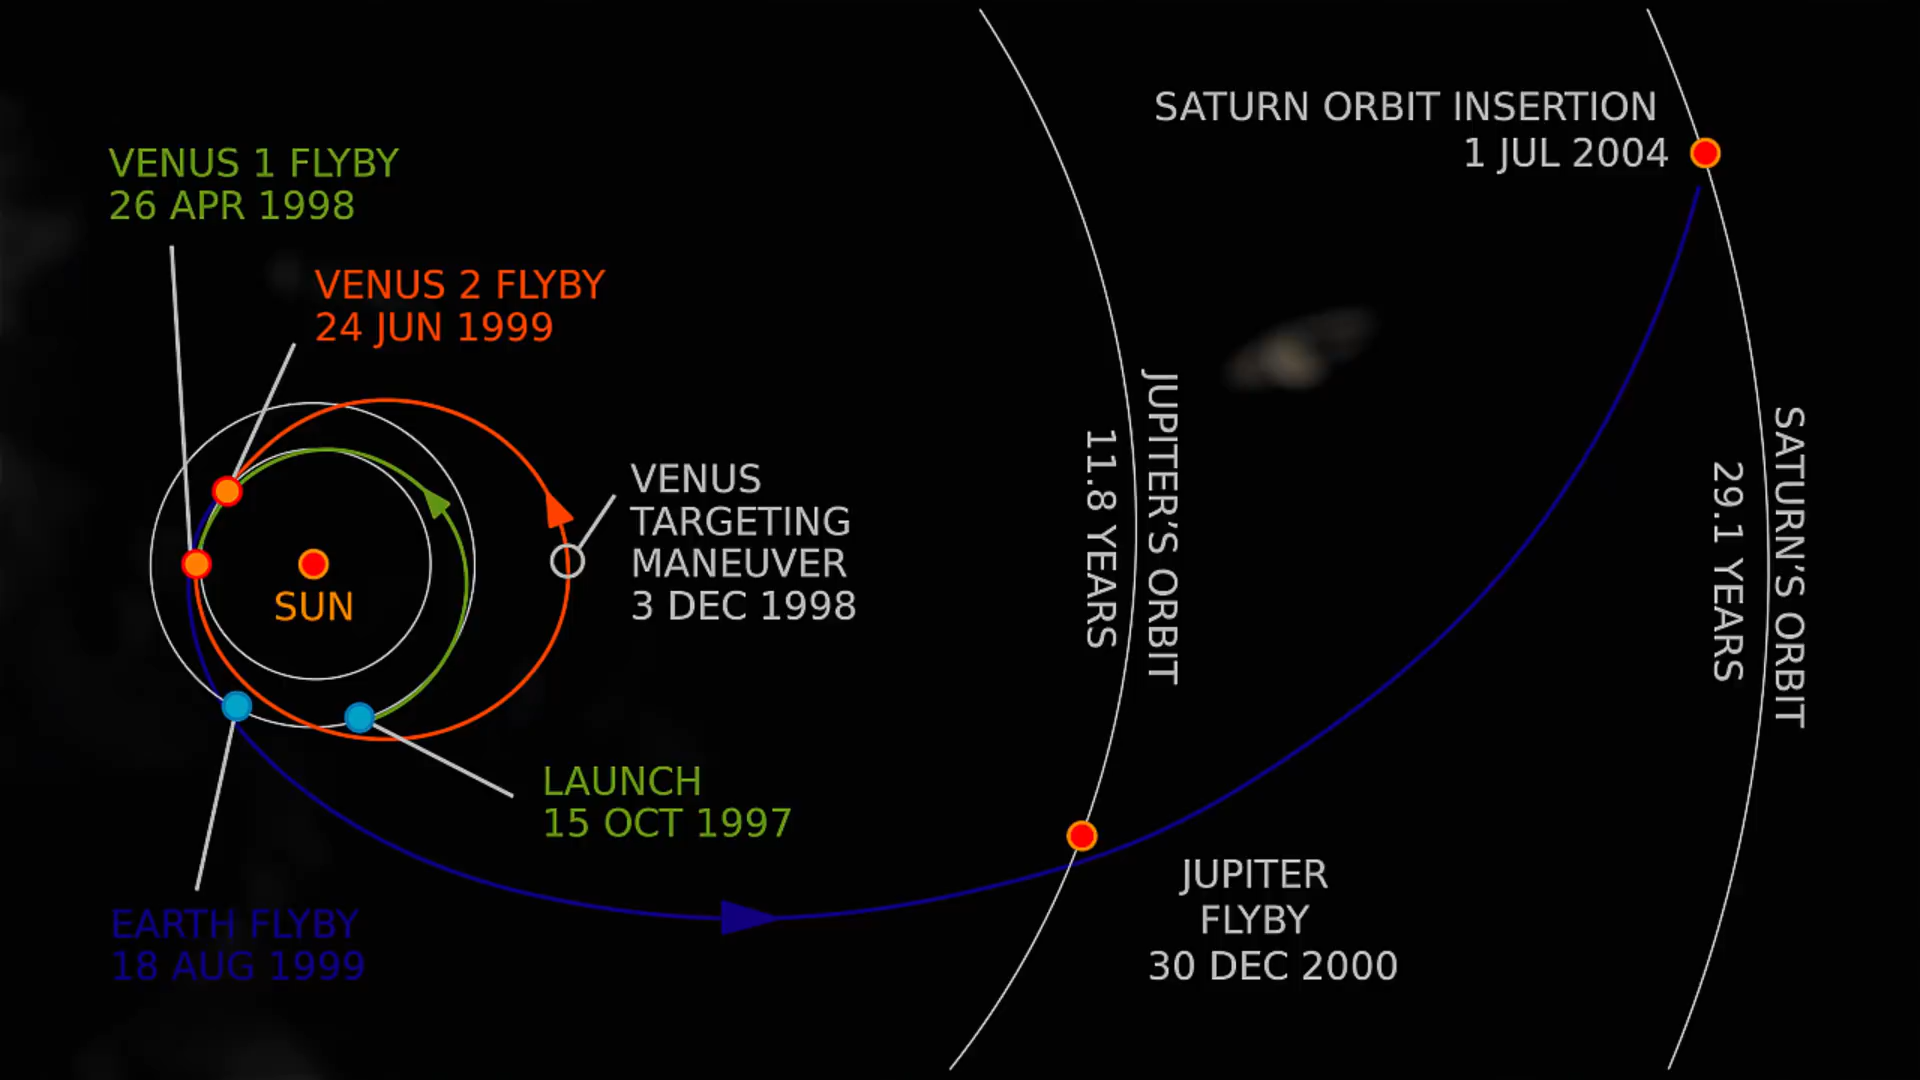 SATURN ORBIT INSERTION
1 JUL 2004
VENUS 1 FLYBY
26 APR 1998
VENUS 2 FLYBY
24 JUN 1999
VENUS
TARGETING
MANEUVER
3 DEC 1998
SUN
JUPITER'S ORBIT
11.8 YEARS
SATURN'S ORBIT
29.1 YEARS
LAUNCH
15 OCT 1997
EARTH FLYBY
18 AUG 1999
JUPITER
FLYBY
30 DEC 2000